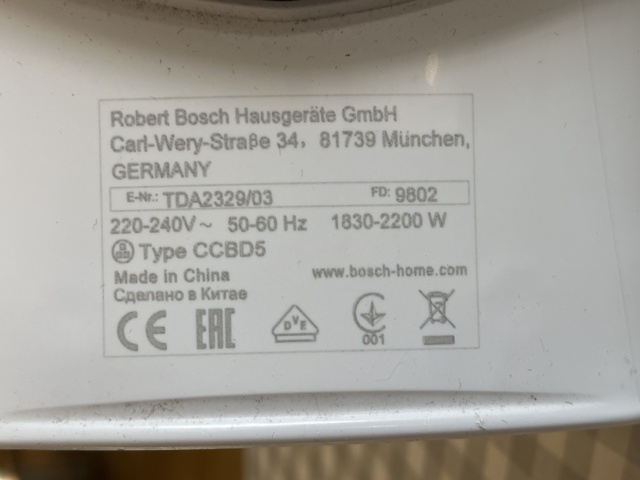 Robert Bosch Hausgeräte GmbH
Carl-Wery-Straße 34, 81739 München,
GERMANY
E-Nr.: TDA2329/03 FD: 9802
220-240V~ 50-60 Hz 1830-2200 W
Type CCBD5
Made in China www.bosch-home.com
Сделано в Китае
CE EAC DVE 001